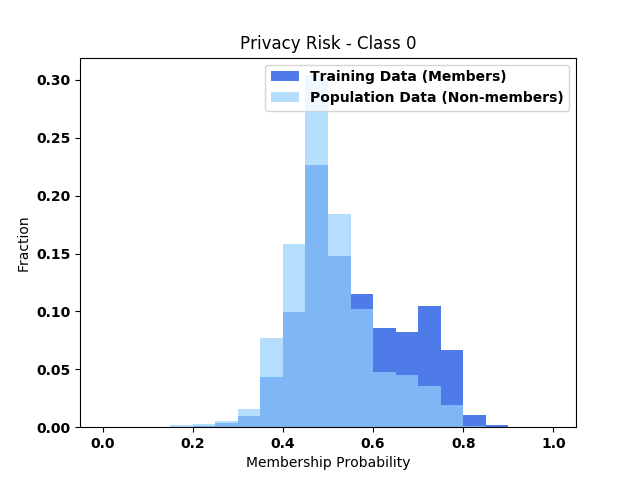 Privacy Risk - Class 0
Training Data (Members)
Population Data (Non-members)
0.30
0.25
0.20
0.15
0.10
0.05
0.00
Fraction
0.0 0.2 0.4 0.6 0.8 1.0
Membership Probability